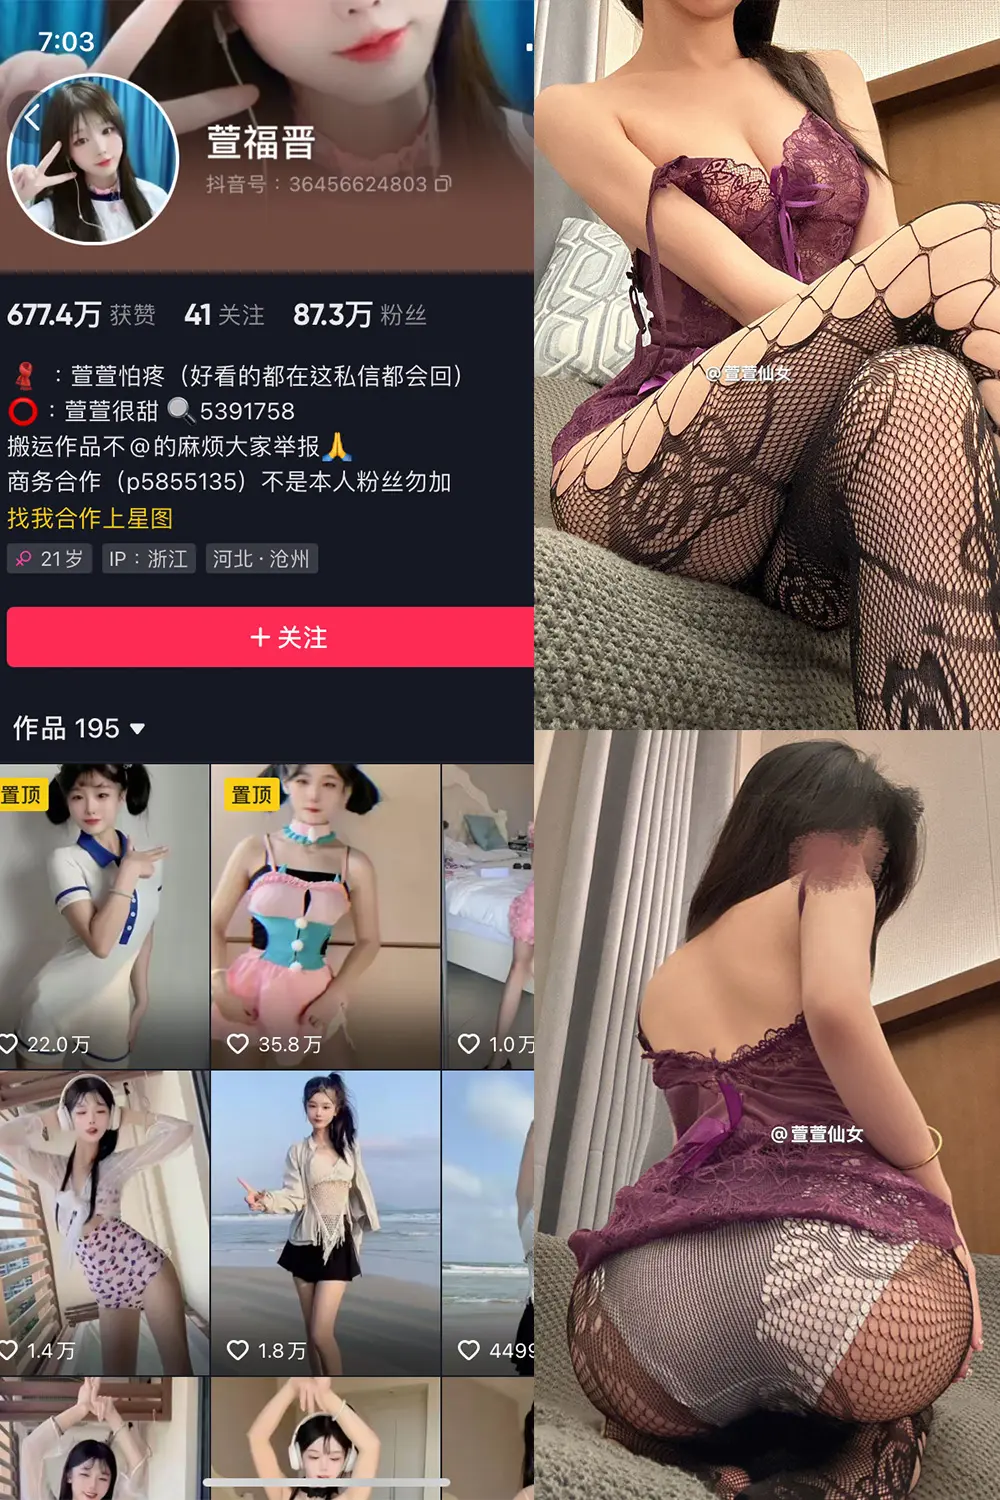 7:03
萱福晋
抖音号：36456624803
677.4万 获赞 41 关注 87.3万 粉丝
：萱萱怕疼（好看的都在这私信都会回）
：萱萱很甜 🔍5391758
搬运作品不@的麻烦大家举报🙏
商务合作（p5855135）不是本人粉丝勿加
找我合作上星图
21岁 IP：浙江 河北·沧州
＋关注
作品 195
置顶 置顶
22.0万 35.8万 1.0万
1.4万 1.8万 4499
@萱萱仙女
@萱萱仙女